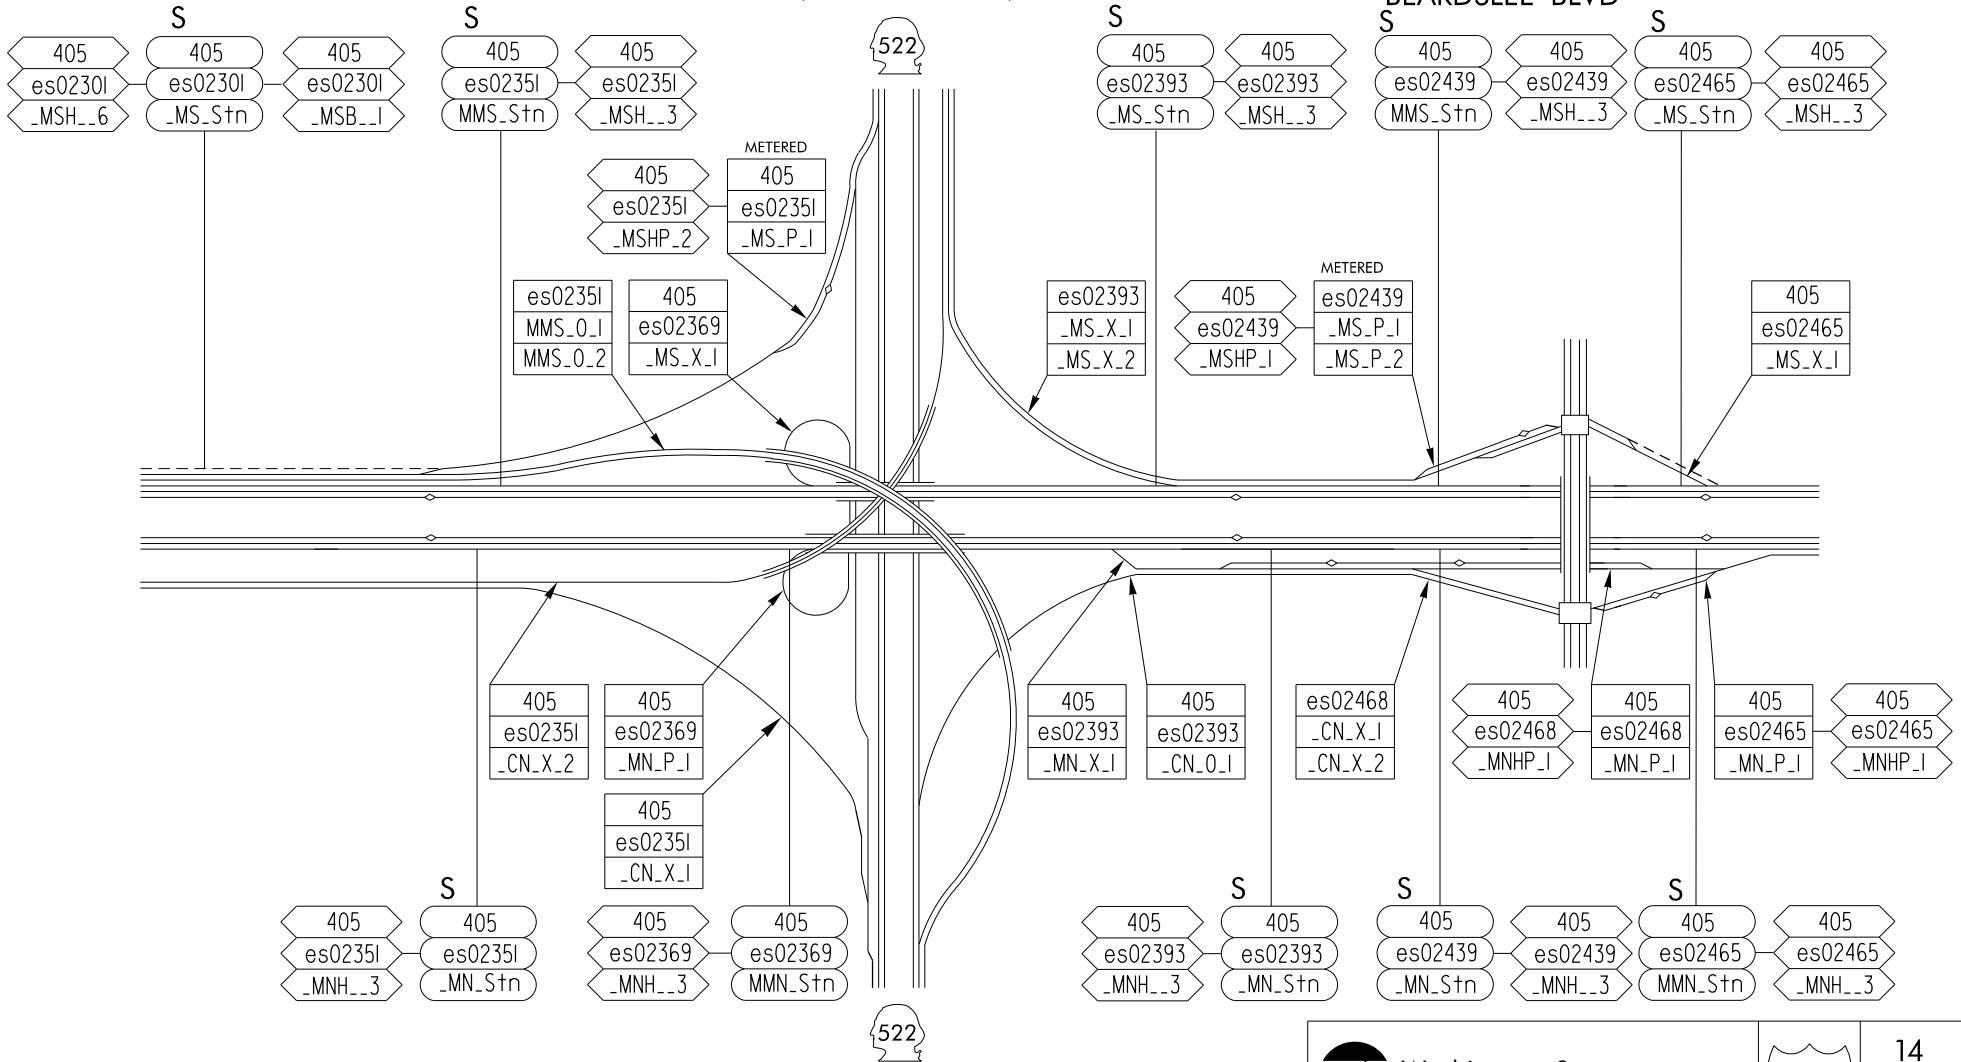 S
405
es02301
_MSH__6
405
es02301
_MS_Stn
405
es02301
_MSB__1
S
405
es02351
MMS_Stn
405
es02351
_MSH__3
522
S
405
es02393
_MS_Stn
405
es02393
_MSH__3
BEARDSLEE BLVD
S
405
es02439
MMS_Stn
405
es02439
_MSH__3
S
405
es02465
_MS_Stn
405
es02465
_MSH__3
METERED
405
es02351
_MSHP_2
405
es02351
_MS_P_1
es02351
MMS_O_1
MMS_O_2
405
es02369
_MS_X_1
es02393
_MS_X_1
_MS_X_2
METERED
405
es02439
_MSHP_1
es02439
_MS_P_1
_MS_P_2
405
es02465
_MS_X_1
405
es02351
_CN_X_2
405
es02369
_MN_P_1
405
es02351
_CN_X_1
405
es02393
_MN_X_1
405
es02393
_CN_O_1
es02468
_CN_X_1
_CN_X_2
405
es02468
_MNHP_1
405
es02468
_MN_P_1
405
es02465
_MN_P_1
405
es02465
_MNHP_1
S
405
es02351
_MNH__3
405
es02351
_MN_Stn
405
es02369
_MNH__3
405
es02369
MMN_Stn
S
405
es02393
_MNH__3
405
es02393
_MN_Stn
S
405
es02439
_MN_Stn
405
es02439
_MNH__3
S
405
es02465
MMN_Stn
405
es02465
_MNH__3
522
14